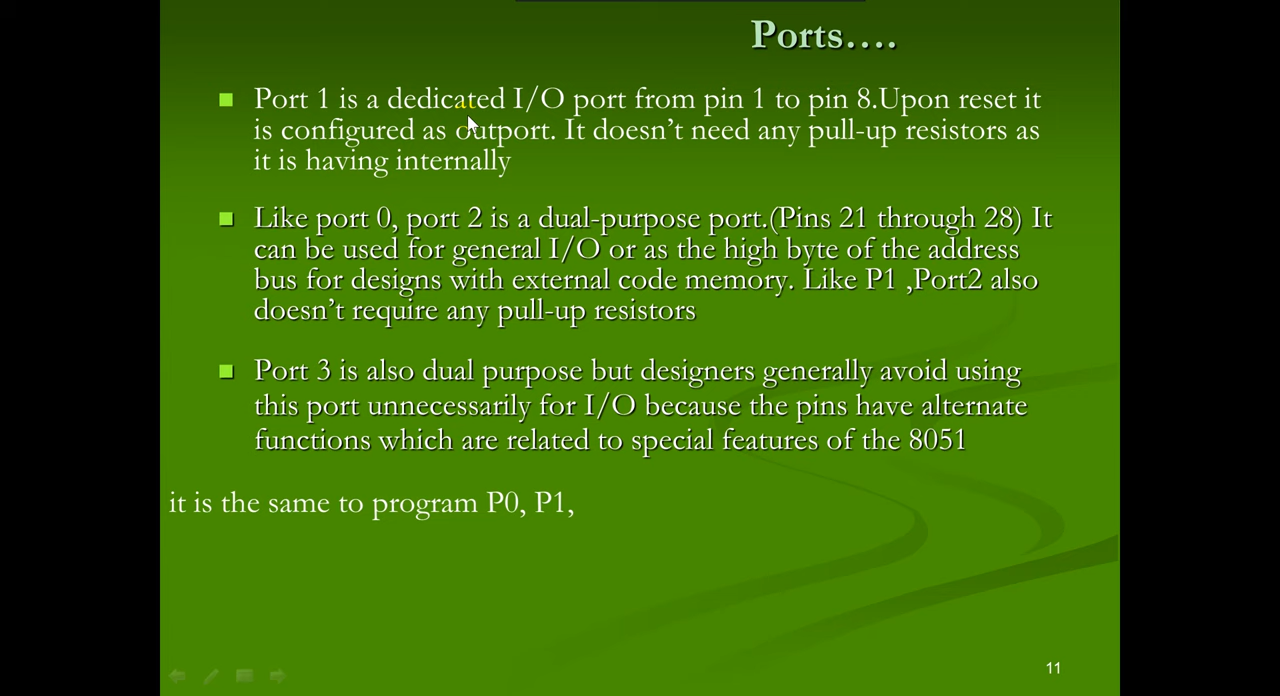 Ports....
Port 1 is a dedicated I/O port from pin 1 to pin 8.Upon reset it
is configured as outport. It doesn't need any pull-up resistors as
it is having internally
Like port 0, port 2 is a dual-purpose port.(Pins 21 through 28) It
can be used for general I/O or as the high byte of the address
bus for designs with external code memory. Like P1 ,Port2 also
doesn't require any pull-up resistors
Port 3 is also dual purpose but designers generally avoid using
this port unnecessarily for I/O because the pins have alternate
functions which are related to special features of the 8051
it is the same to program P0, P1,
11